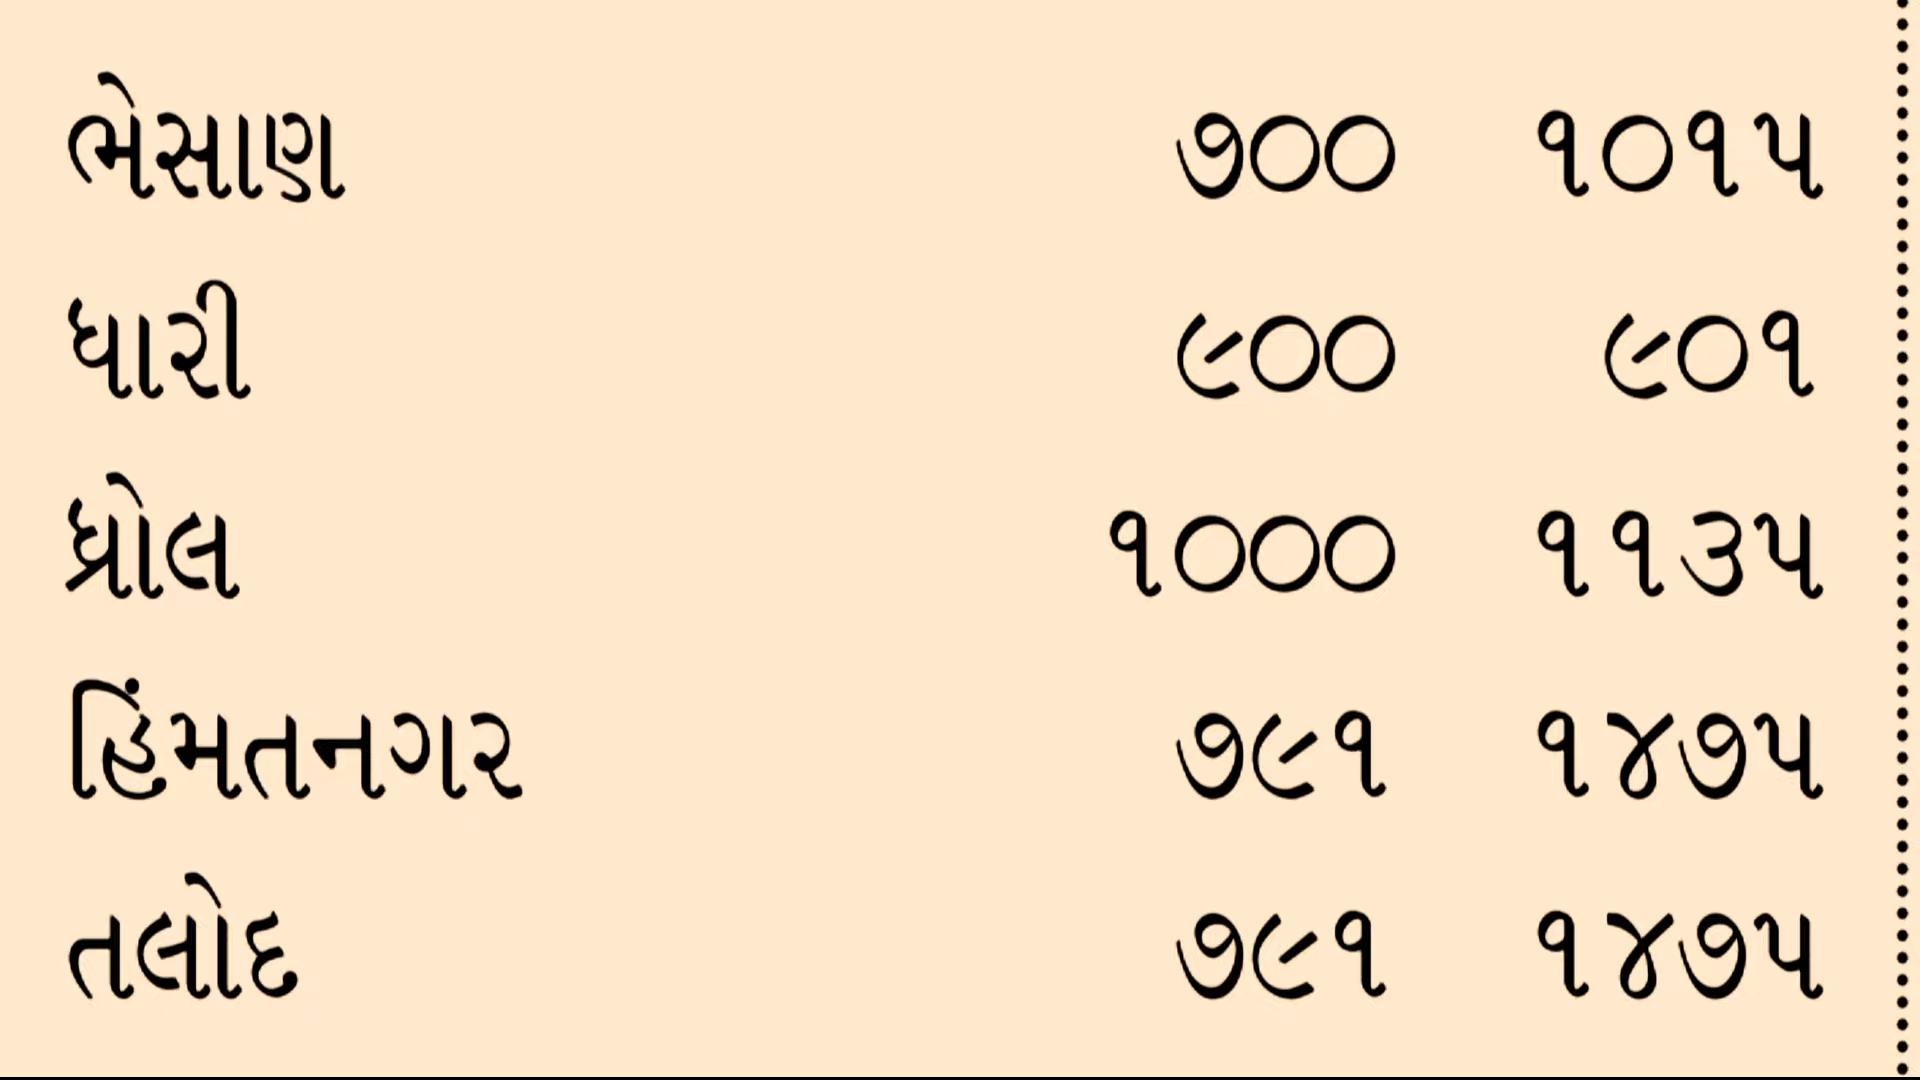 ભેસાણ ૭૦૦ ૧૦૧૫
ધારી ૯૦૦ ૯૦૧
ધ્રોલ ૧૦૦૦ ૧૧૩૫
હિંમતનગર ૭૯૧ ૧૪૭૫
તલોદ ૭૯૧ ૧૪૭૫